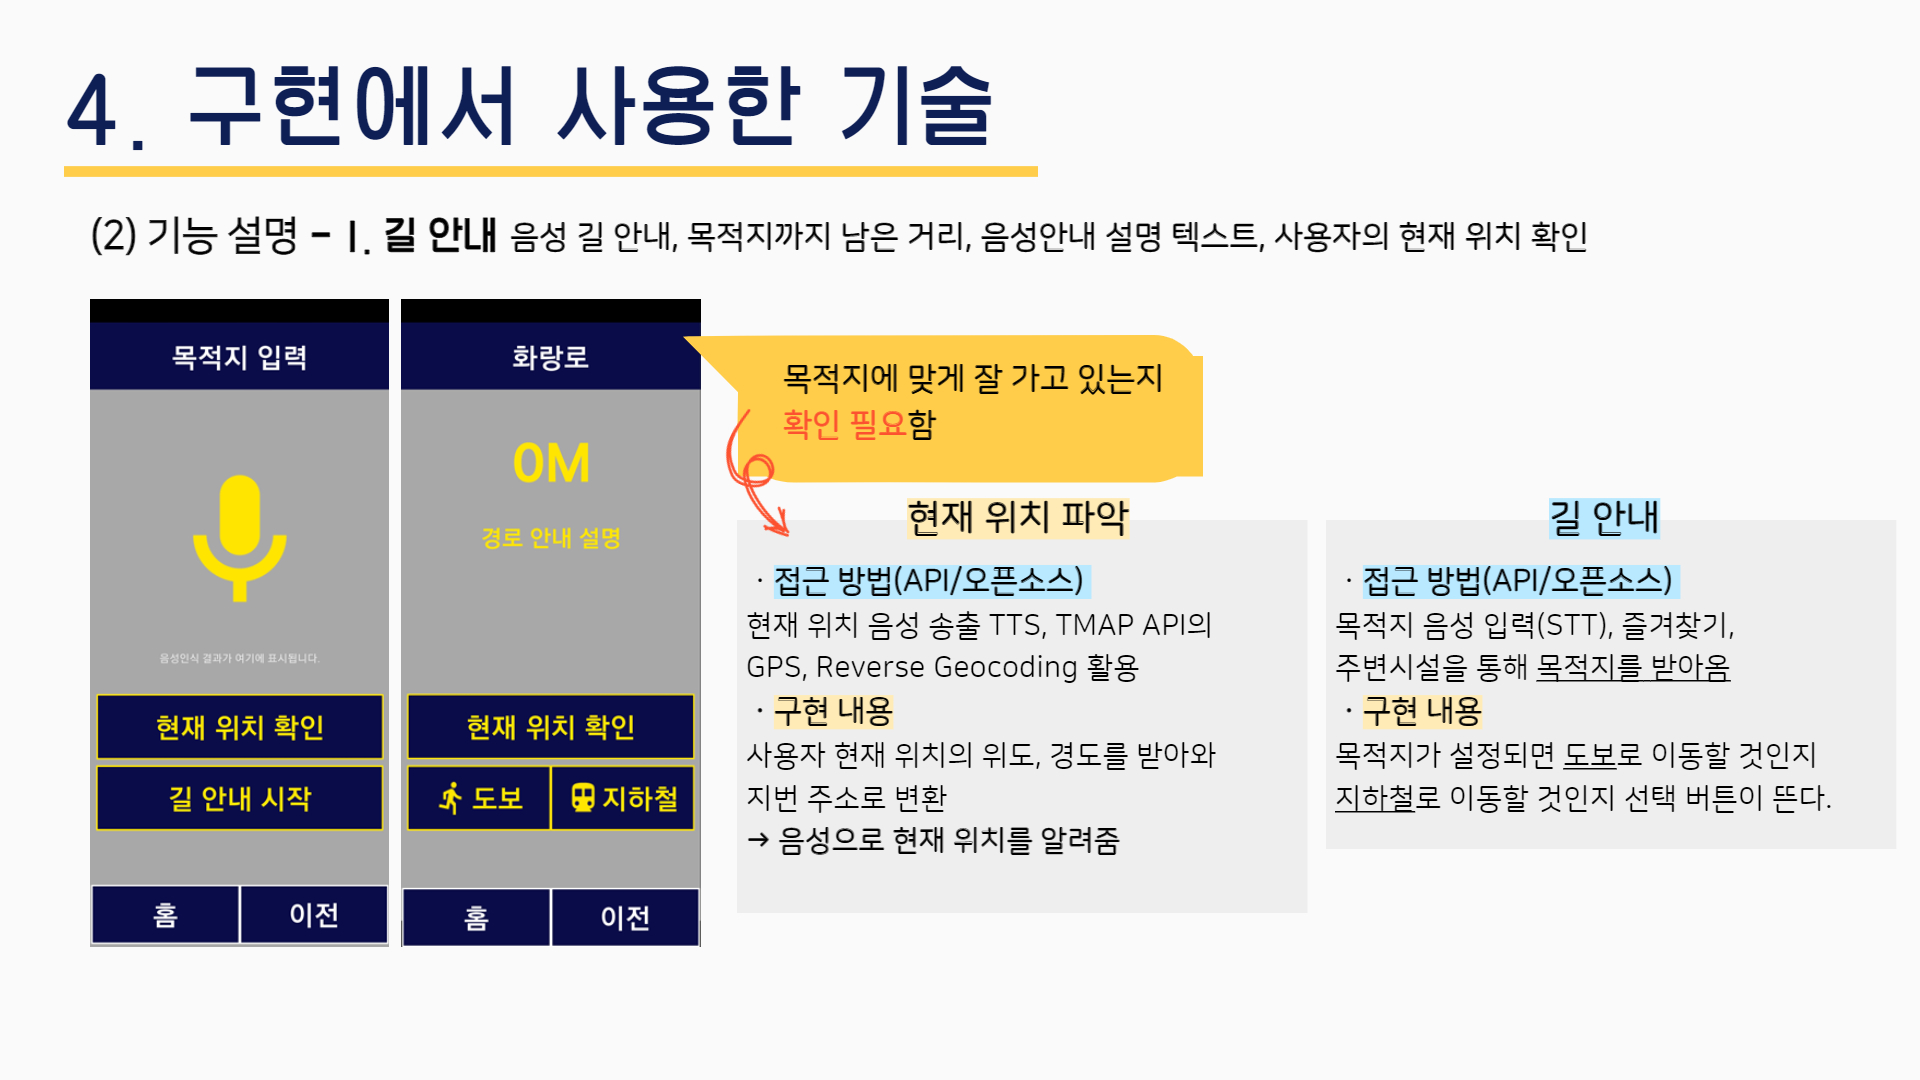 4. 구현에서 사용한 기술
(2) 기능 설명 - 1. 길 안내 음성 길 안내, 목적지까지 남은 거리, 음성안내 설명 텍스트, 사용자의 현재 위치 확인
목적지 입력
음성인식 결과가 여기에 표시됩니다.
현재 위치 확인
길 안내 시작
홈
이전
화랑로
0M
경로 안내 설명
현재 위치 확인
도보
지하철
홈
이전
목적지에 맞게 잘 가고 있는지
확인 필요함
현재 위치 파악
· 접근 방법(API/오픈소스)
현재 위치 음성 송출 TTS, TMAP API의
GPS, Reverse Geocoding 활용
· 구현 내용
사용자 현재 위치의 위도, 경도를 받아와
지번 주소로 변환
→ 음성으로 현재 위치를 알려줌
길 안내
· 접근 방법(API/오픈소스)
목적지 음성 입력(STT), 즐겨찾기,
주변시설을 통해 목적지를 받아옴
· 구현 내용
목적지가 설정되면 도보로 이동할 것인지
지하철로 이동할 것인지 선택 버튼이 뜬다.